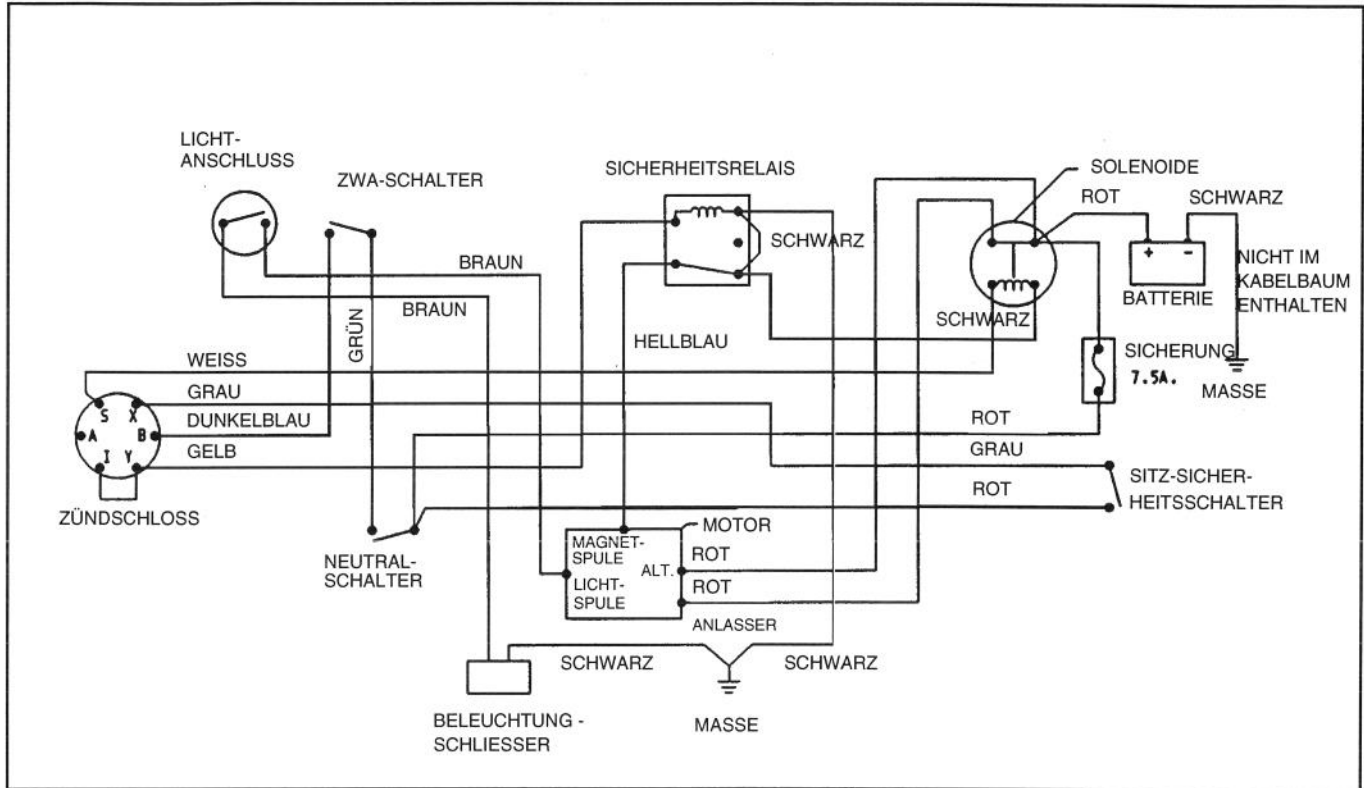 LICHT-
ANSCHLUSS
ZWA-SCHALTER
SICHERHEITSRELAIS
SOLENOIDE
ROT
SCHWARZ
SCHWARZ
BRAUN
BRAUN
GRÜN
HELLBLAU
SCHWARZ
+ -
BATTERIE
NICHT IM
KABELBAUM
ENTHALTEN
WEISS
GRAU
DUNKELBLAU
GELB
S X
A B
I Y
ZÜNDSCHLOSS
SICHERUNG
7.5A.
MASSE
ROT
GRAU
ROT
SITZ-SICHER-
HEITSSCHALTER
NEUTRAL-
SCHALTER
MOTOR
MAGNET-
SPULE
ALT.
LICHT-
SPULE
ROT
ROT
ANLASSER
SCHWARZ
SCHWARZ
MASSE
BELEUCHTUNG -
SCHLIESSER